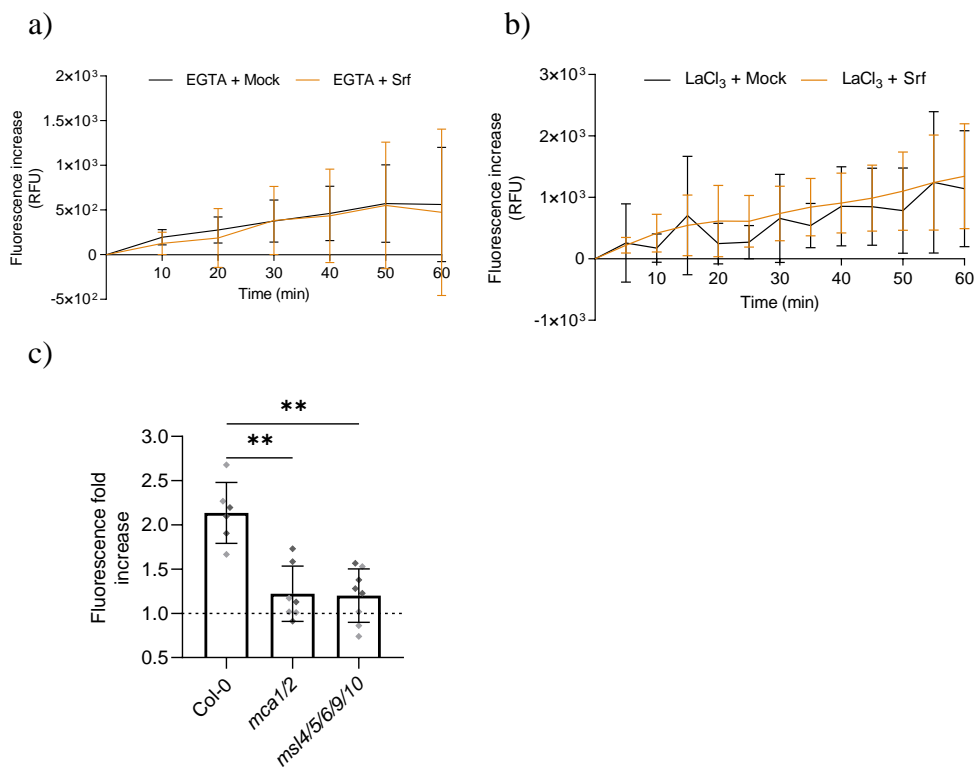 a)
EGTA + Mock EGTA + Srf
Fluorescence increase
(RFU)
2×10³
1.5×10³
1×10³
5×10²
0
-5×10²
10 20 30 40 50 60
Time (min)
b)
LaCl₃ + Mock LaCl₃ + Srf
Fluorescence increase
(RFU)
3×10³
2×10³
1×10³
0
-1×10³
10 20 30 40 50 60
Time (min)
c)
**
**
Fluorescence fold
increase
3.0
2.5
2.0
1.5
1.0
0.5
Col-0
mca1/2
msl4/5/6/9/10